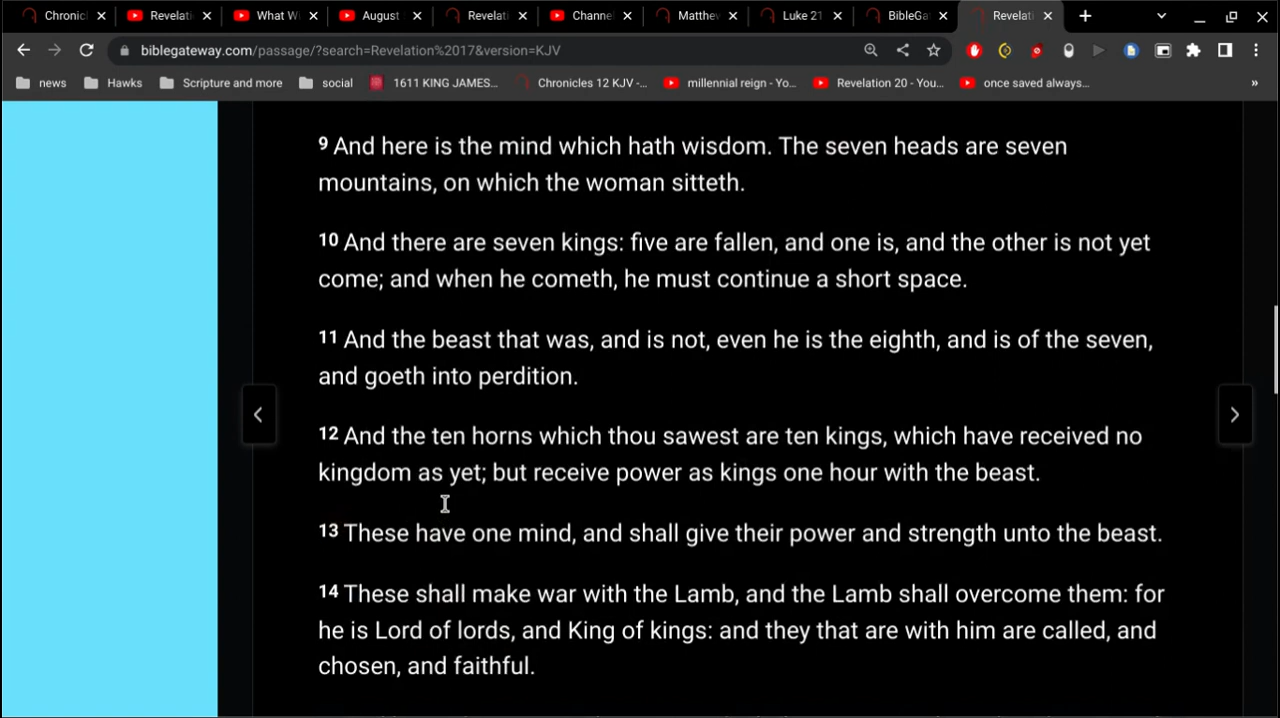 Chronicl Revelati What Wi August Revelati Channel Matthew Luke 21 BibleGat Revelati
biblegateway.com/passage/?search=Revelation%2017&version=KJV
news Hawks Scripture and more social 1611 KING JAMES... Chronicles 12 KJV -... millennial reign - Yo... Revelation 20 - You... once saved always... »
9 And here is the mind which hath wisdom. The seven heads are seven
mountains, on which the woman sitteth.
10 And there are seven kings: five are fallen, and one is, and the other is not yet
come; and when he cometh, he must continue a short space.
11 And the beast that was, and is not, even he is the eighth, and is of the seven,
and goeth into perdition.
12 And the ten horns which thou sawest are ten kings, which have received no
kingdom as yet; but receive power as kings one hour with the beast.
13 These have one mind, and shall give their power and strength unto the beast.
14 These shall make war with the Lamb, and the Lamb shall overcome them: for
he is Lord of lords, and King of kings: and they that are with him are called, and
chosen, and faithful.